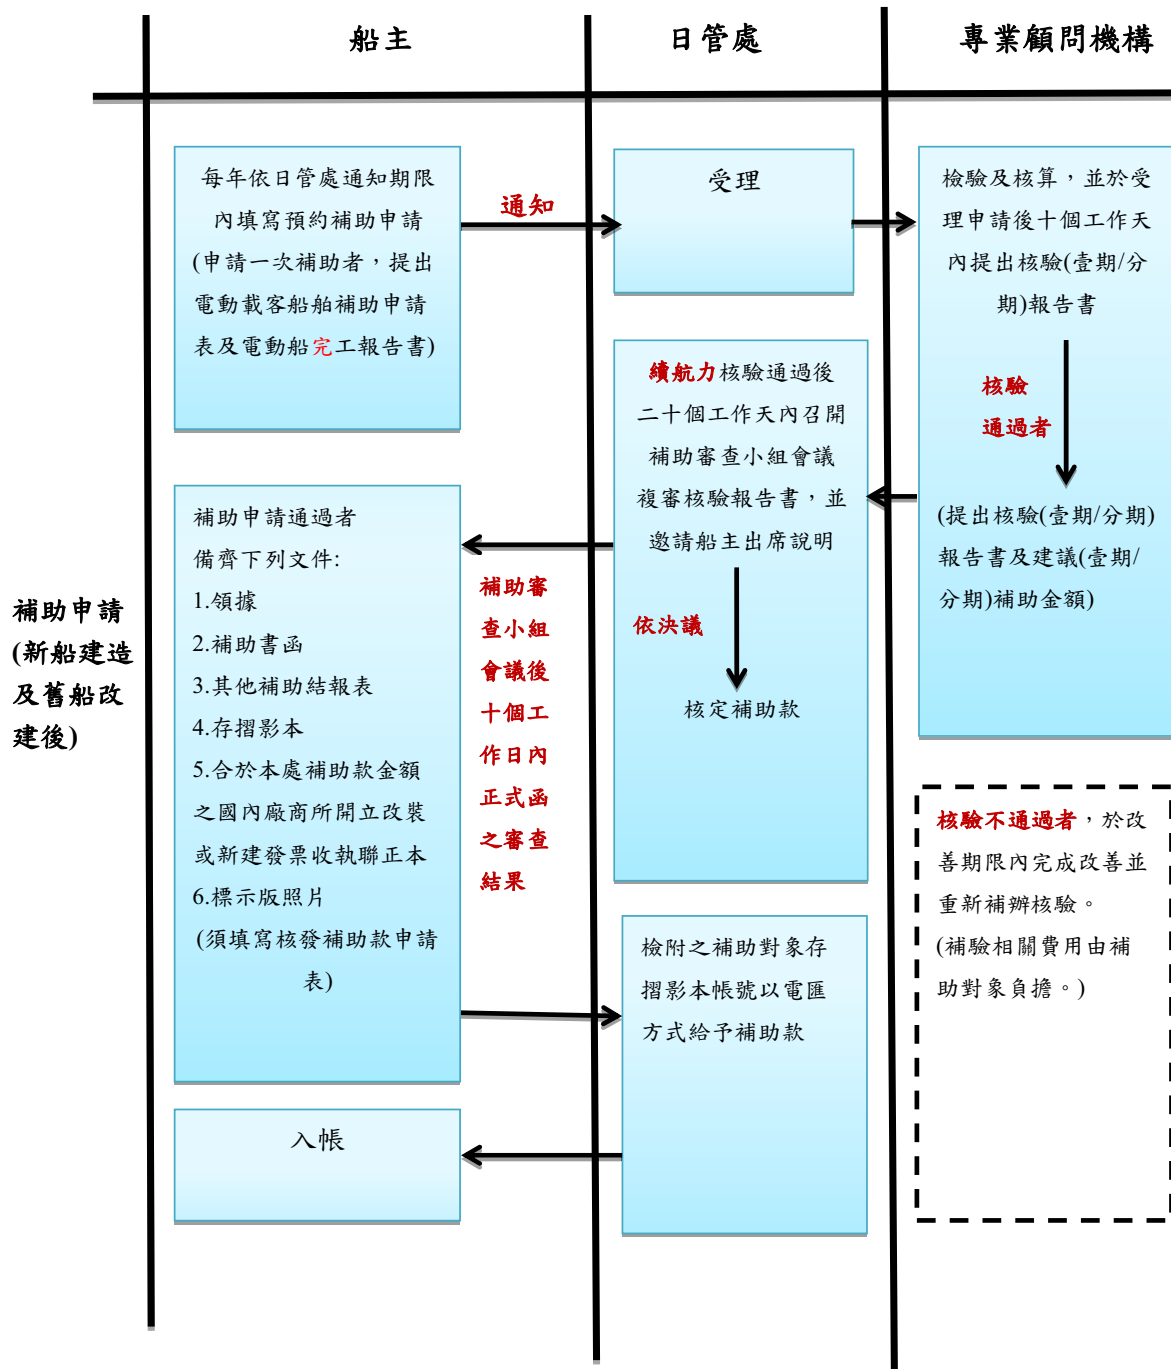 船主
日管處
專業顧問機構
補助申請
(新船建造
及舊船改
建後)
每年依日管處通知期限
內填寫預約補助申請
(申請一次補助者，提出
電動載客船舶補助申請
表及電動船完工報告書)
通知
受理
檢驗及核算，並於受
理申請後十個工作天
內提出核驗(壹期/分
期)報告書
核驗
通過者
(提出核驗(壹期/分期)
報告書及建議(壹期/
分期)補助金額)
續航力核驗通過後
二十個工作天內召開
補助審查小組會議
複審核驗報告書，並
邀請船主出席說明
依決議
核定補助款
補助審
查小組
會議後
十個工
作日內
正式函
之審查
結果
補助申請通過者
備齊下列文件:
1.領據
2.補助書函
3.其他補助結報表
4.存摺影本
5.合於本處補助款金額
之國內廠商所開立改裝
或新建發票收執聯正本
6.標示版照片
(須填寫核發補助款申請
表)
檢附之補助對象存
摺影本帳號以電匯
方式給予補助款
入帳
核驗不通過者，於改
善期限內完成改善並
重新補辦核驗。
(補驗相關費用由補
助對象負擔。)